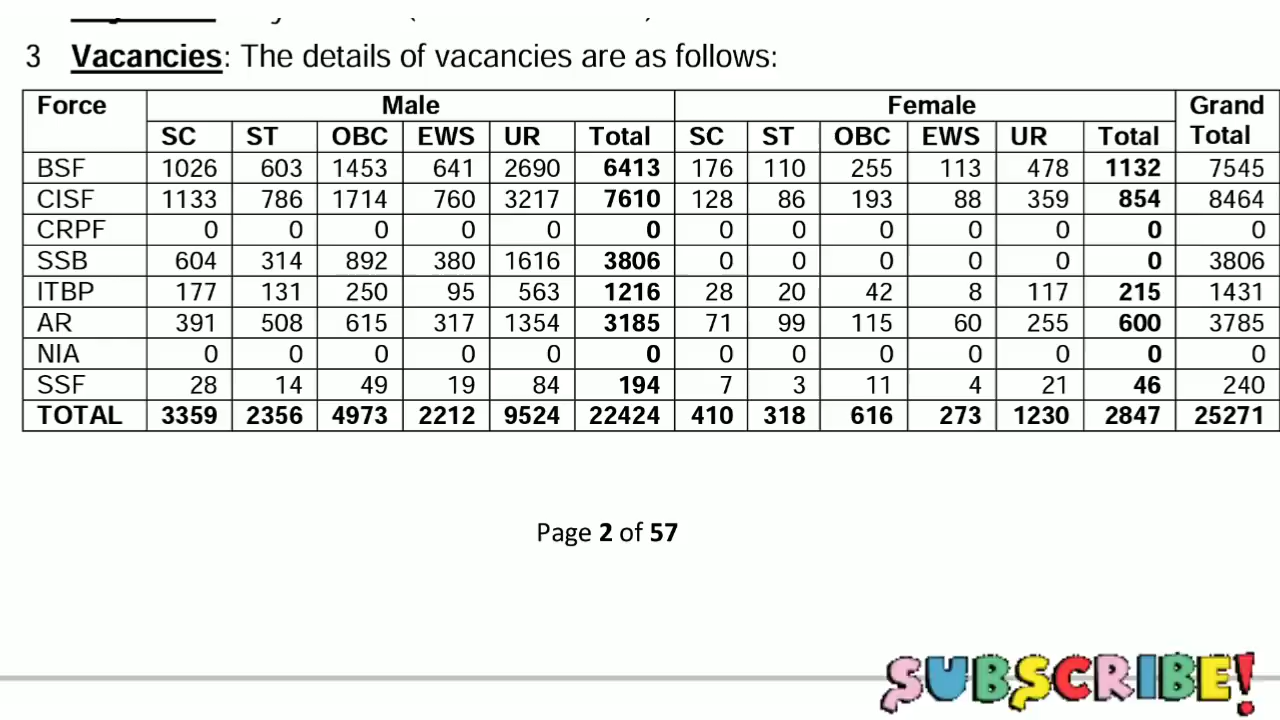 3 Vacancies: The details of vacancies are as follows:
Force Male Female Grand Total
SC ST OBC EWS UR Total SC ST OBC EWS UR Total
BSF 1026 603 1453 641 2690 6413 176 110 255 113 478 1132 7545
CISF 1133 786 1714 760 3217 7610 128 86 193 88 359 854 8464
CRPF 0 0 0 0 0 0 0 0 0 0 0 0 0
SSB 604 314 892 380 1616 3806 0 0 0 0 0 0 3806
ITBP 177 131 250 95 563 1216 28 20 42 8 117 215 1431
AR 391 508 615 317 1354 3185 71 99 115 60 255 600 3785
NIA 0 0 0 0 0 0 0 0 0 0 0 0 0
SSF 28 14 49 19 84 194 7 3 11 4 21 46 240
TOTAL 3359 2356 4973 2212 9524 22424 410 318 616 273 1230 2847 25271
Page 2 of 57
SUBSCRIBE!